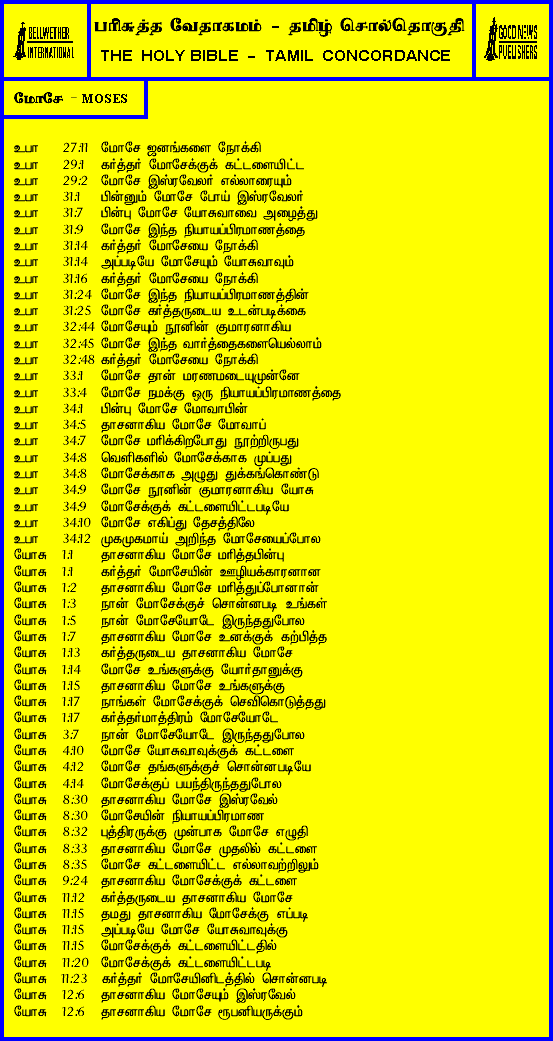 BELLWETHER
INTERNATIONAL
பரிசுத்த வேதாகமம் - தமிழ் சொல்தொகுதி
THE HOLY BIBLE - TAMIL CONCORDANCE
GOOD NEWS
PUBLISHERS
மோசே - MOSES
உபா 27:11 மோசே ஜனங்களை நோக்கி
உபா 29:1 கர்த்தர் மோசேக்குக் கட்டளையிட்ட
உபா 29:2 மோசே இஸ்ரவேலர் எல்லாரையும்
உபா 31:1 பின்னும் மோசே போய் இஸ்ரவேலர்
உபா 31:7 பின்பு மோசே யோசுவாவை அழைத்து
உபா 31:9 மோசே இந்த நியாயப்பிரமாணத்தை
உபா 31:14 கர்த்தர் மோசேயை நோக்கி
உபா 31:14 அப்படியே மோசேயும் யோசுவாவும்
உபா 31:16 கர்த்தர் மோசேயை நோக்கி
உபா 31:24 மோசே இந்த நியாயப்பிரமாணத்தின்
உபா 31:25 மோசே கர்த்தருடைய உடன்படிக்கை
உபா 32:44 மோசேயும் நூனின் குமாரனாகிய
உபா 32:45 மோசே இந்த வார்த்தைகளையெல்லாம்
உபா 32:48 கர்த்தர் மோசேயை நோக்கி
உபா 33:1 மோசே தான் மரணமடையுமுன்னே
உபா 33:4 மோசே நமக்கு ஒரு நியாயப்பிரமாணத்தை
உபா 34:1 பின்பு மோசே மோவாபின்
உபா 34:5 தாசனாகிய மோசே மோவாப்
உபா 34:7 மோசே மரிக்கிறபோது நூற்றிருபது
உபா 34:8 வெளிகளில் மோசேக்காக முப்பது
உபா 34:8 மோசேக்காக அழுது துக்கங்கொண்டு
உபா 34:9 மோசே நூனின் குமாரனாகிய யோசு
உபா 34:9 மோசேக்குக் கட்டளையிட்டபடியே
உபா 34:10 மோசே எகிப்து தேசத்திலே
உபா 34:12 முகமுகமாய் அறிந்த மோசேயைப்போல
யோசு 1:1 தாசனாகிய மோசே மரித்தபின்பு
யோசு 1:1 கர்த்தர் மோசேயின் ஊழியக்காரனான
யோசு 1:2 தாசனாகிய மோசே மரித்துப்போனான்
யோசு 1:3 நான் மோசேக்குச் சொன்னபடி உங்கள்
யோசு 1:5 நான் மோசேயோடே இருந்ததுபோல
யோசு 1:7 தாசனாகிய மோசே உனக்குக் கற்பித்த
யோசு 1:13 கர்த்தருடைய தாசனாகிய மோசே
யோசு 1:14 மோசே உங்களுக்கு யோர்தானுக்கு
யோசு 1:15 தாசனாகிய மோசே உங்களுக்கு
யோசு 1:17 நாங்கள் மோசேக்குச் செவிகொடுத்தது
யோசு 1:17 கர்த்தர்மாத்திரம் மோசேயோடே
யோசு 3:7 நான் மோசேயோடே இருந்ததுபோல
யோசு 4:10 மோசே யோசுவாவுக்குக் கட்டளை
யோசு 4:12 மோசே தங்களுக்குச் சொன்னபடியே
யோசு 4:14 மோசேக்குப் பயந்திருந்ததுபோல
யோசு 8:30 தாசனாகிய மோசே இஸ்ரவேல்
யோசு 8:30 மோசேயின் நியாயப்பிரமாண
யோசு 8:32 புத்திரருக்கு முன்பாக மோசே எழுதி
யோசு 8:33 தாசனாகிய மோசே முதலில் கட்டளை
யோசு 8:35 மோசே கட்டளையிட்ட எல்லாவற்றிலும்
யோசு 9:24 தாசனாகிய மோசேக்குக் கட்டளை
யோசு 11:12 கர்த்தருடைய தாசனாகிய மோசே
யோசு 11:15 தமது தாசனாகிய மோசேக்கு எப்படி
யோசு 11:15 அப்படியே மோசே யோசுவாவுக்கு
யோசு 11:15 மோசேக்குக் கட்டளையிட்டதில்
யோசு 11:20 மோசேக்குக் கட்டளையிட்டபடி
யோசு 11:23 கர்த்தர் மோசேயினிடத்தில் சொன்னபடி
யோசு 12:6 தாசனாகிய மோசேயும் இஸ்ரவேல்
யோசு 12:6 தாசனாகிய மோசே ரூபனியருக்கும்